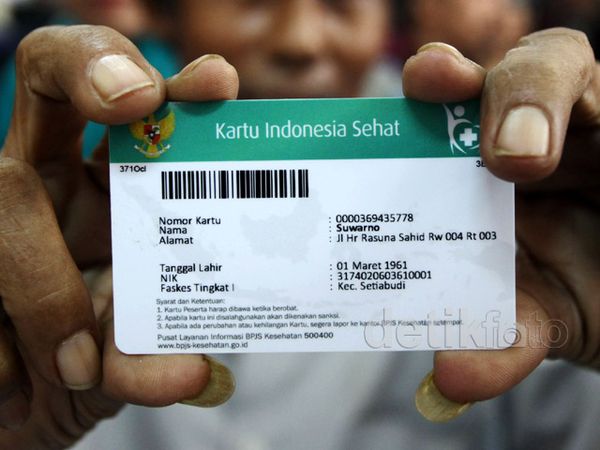 Kartu Indonesia Sehat
371Ocl
Nomor Kartu : 0000369435778
Nama : Suwarno
Alamat : Jl Hr Rasuna Sahid Rw 004 Rt 003
Tanggal Lahir : 01 Maret 1961
NIK : 3174020603610001
Faskes Tingkat I : Kec. Setiabudi
Syarat dan Ketentuan:
1. Kartu Peserta harap dibawa ketika berobat.
2. Apabila kartu ini disalahgunakan akan dikenakan sanksi.
3. Apabila ada perubahan atau kehilangan Kartu, segera lapor ke kantor BPJS Kesehatan setempat.
Pusat Layanan Informasi BPJS Kesehatan 500400
www.bpjs-kesehatan.go.id
detikfoto